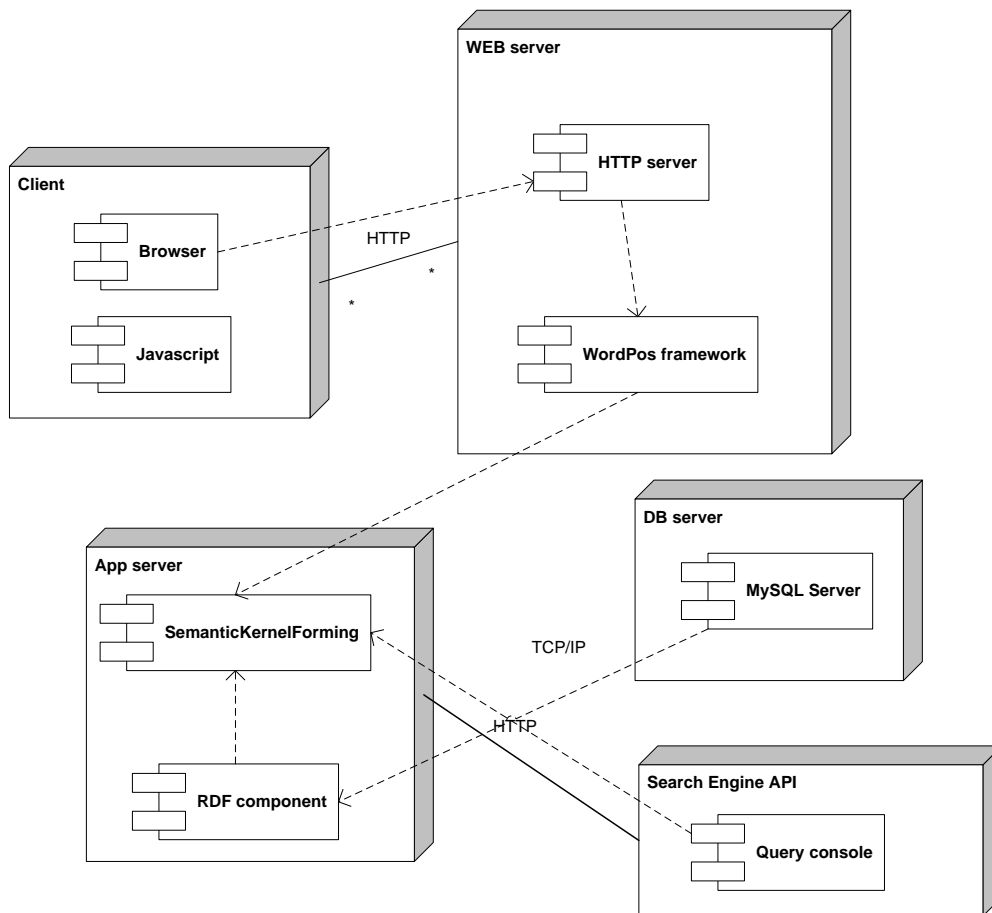 WEB server
HTTP server
Client
Browser
HTTP
*
*
Javascript
WordPos framework
DB server
App server
MySQL Server
SemanticKernelForming
TCP/IP
HTTP
Search Engine API
RDF component
Query console